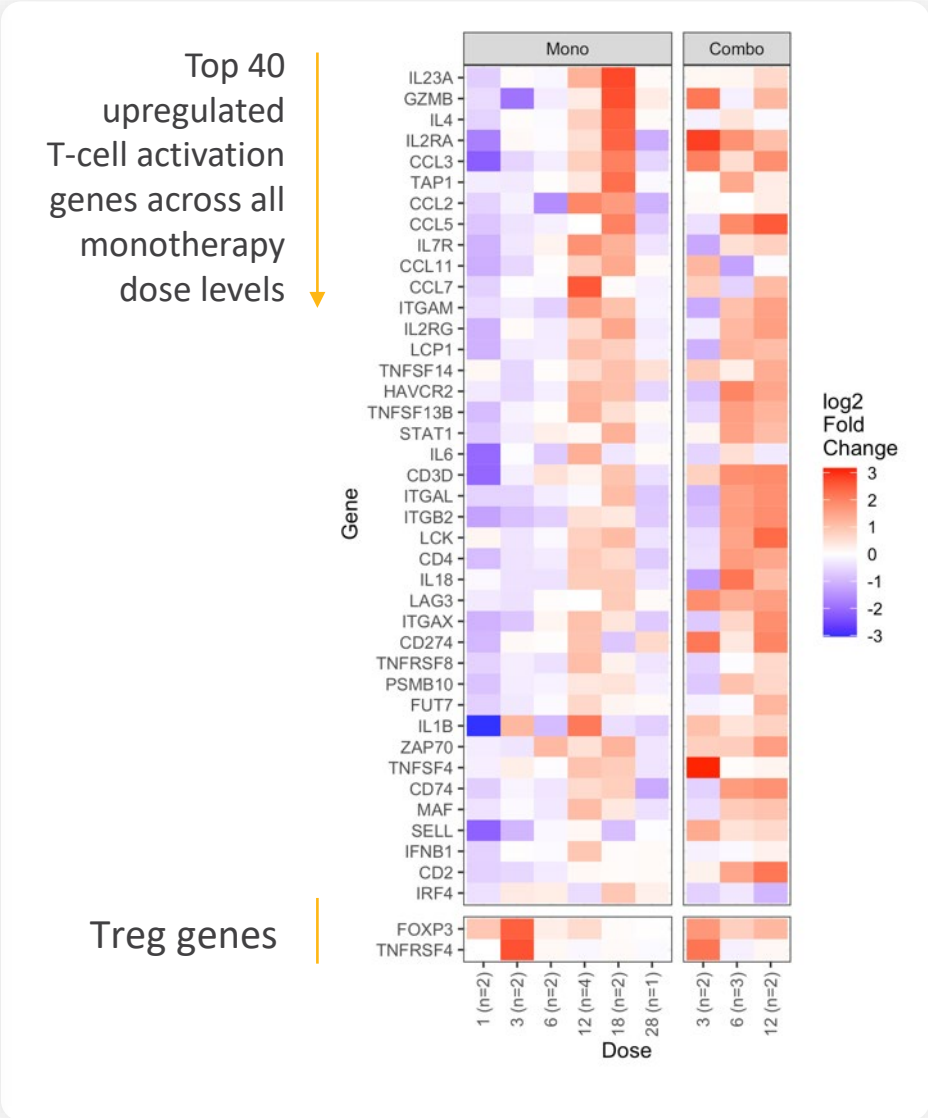 Top 40
upregulated
T-cell activation
genes across all
monotherapy
dose levels
Mono
Combo
IL23A
GZMB
IL4
IL2RA
CCL3
TAP1
CCL2
CCL5
IL7R
CCL11
CCL7
ITGAM
IL2RG
LCP1
TNFSF14
HAVCR2
TNFSF13B
STAT1
IL6
CD3D
ITGAL
ITGB2
LCK
CD4
IL18
LAG3
ITGAX
CD274
TNFRSF8
PSMB10
FUT7
IL1B
ZAP70
TNFSF4
CD74
MAF
SELL
IFNB1
CD2
IRF4
Gene
log2
Fold
Change
3
2
1
0
-1
-2
-3
Treg genes
FOXP3
TNFRSF4
1 (n=2)
3 (n=2)
6 (n=2)
12 (n=4)
18 (n=2)
28 (n=1)
3 (n=2)
6 (n=3)
12 (n=2)
Dose